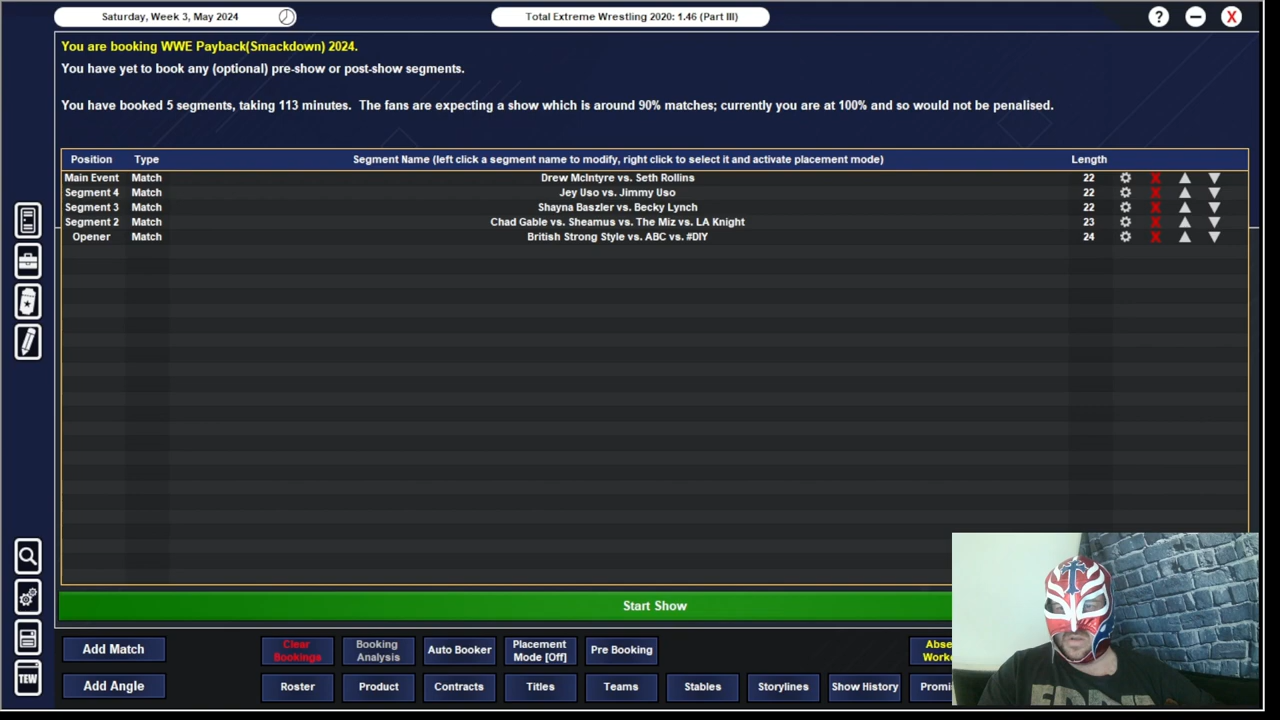 Saturday, Week 3, May 2024
Total Extreme Wrestling 2020: 1.46 (Part III)
? X
You are booking WWE Payback(Smackdown) 2024.
You have yet to book any (optional) pre-show or post-show segments.
You have booked 5 segments, taking 113 minutes. The fans are expecting a show which is around 90% matches; currently you are at 100% and so would not be penalised.
Position Type Segment Name (left click a segment name to modify, right click to select it and activate placement mode) Length
Main Event Match Drew McIntyre vs. Seth Rollins 22 X
Segment 4 Match Jey Uso vs. Jimmy Uso 22 X
Segment 3 Match Shayna Baszler vs. Becky Lynch 22 X
Segment 2 Match Chad Gable vs. Sheamus vs. The Miz vs. LA Knight 23 X
Opener Match British Strong Style vs. ABC vs. #DIY 24 X
Start Show
Add Match
Clear
Bookings
Booking
Analysis
Auto Booker
Placement
Mode [Off]
Pre Booking
Abse
Work
Add Angle Roster Product Contracts Titles Teams Stables Storylines Show History Promi
TEW